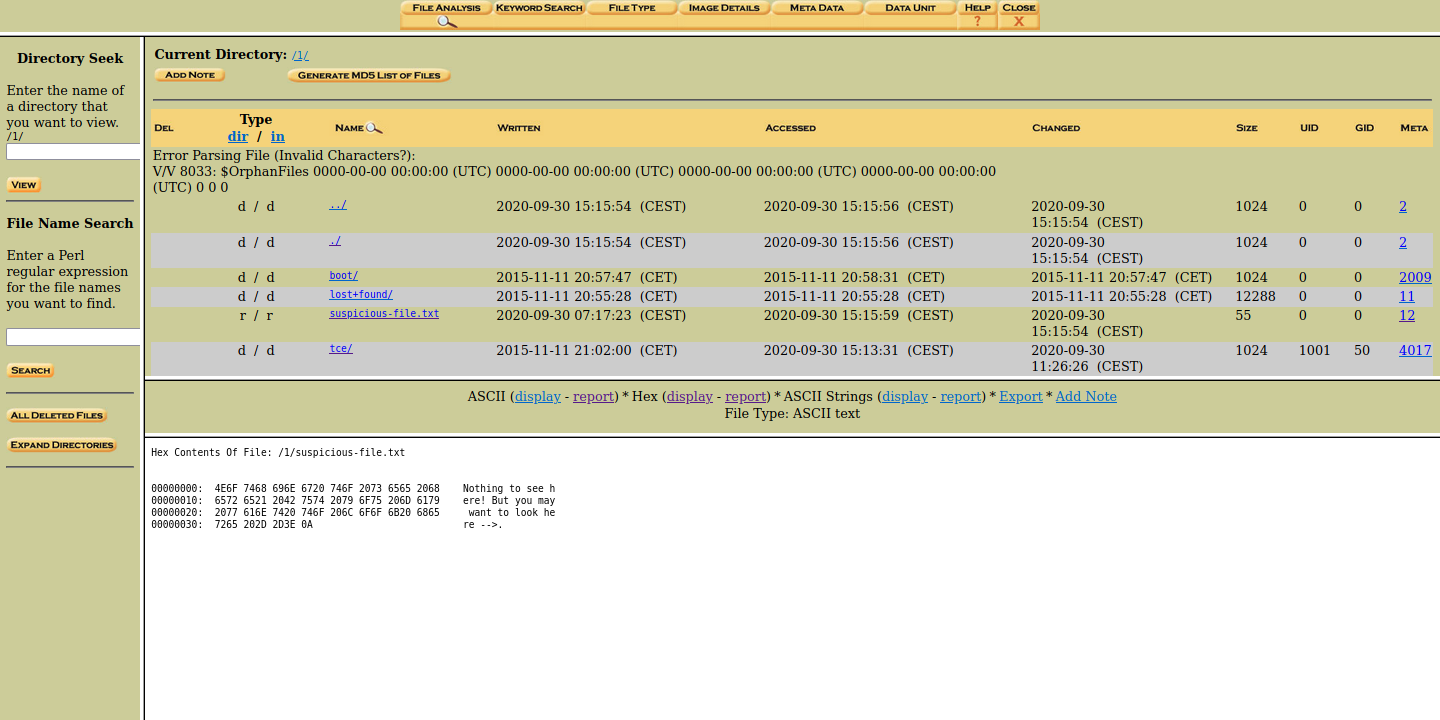 FILE ANALYSIS KEYWORD SEARCH FILE TYPE IMAGE DETAILS META DATA DATA UNIT HELP CLOSE
? X
Directory Seek
Enter the name of
a directory that
you want to view.
/1/
VIEW
File Name Search
Enter a Perl
regular expression
for the file names
you want to find.
SEARCH
ALL DELETED FILES
EXPAND DIRECTORIES
Current Directory: /1/
ADD NOTE GENERATE MD5 LIST OF FILES
DEL Type dir / in NAME WRITTEN ACCESSED CHANGED SIZE UID GID META
Error Parsing File (Invalid Characters?):
V/V 8033: $OrphanFiles 0000-00-00 00:00:00 (UTC) 0000-00-00 00:00:00 (UTC) 0000-00-00 00:00:00 (UTC) 0000-00-00 00:00:00
(UTC) 0 0 0
d / d ../ 2020-09-30 15:15:54 (CEST) 2020-09-30 15:15:56 (CEST) 2020-09-30 1024 0 0 2
15:15:54 (CEST)
d / d ./ 2020-09-30 15:15:54 (CEST) 2020-09-30 15:15:56 (CEST) 2020-09-30 1024 0 0 2
15:15:54 (CEST)
d / d boot/ 2015-11-11 20:57:47 (CET) 2015-11-11 20:58:31 (CET) 2015-11-11 20:57:47 (CET) 1024 0 0 2009
d / d lost+found/ 2015-11-11 20:55:28 (CET) 2015-11-11 20:55:28 (CET) 2015-11-11 20:55:28 (CET) 12288 0 0 11
r / r suspicious-file.txt 2020-09-30 07:17:23 (CEST) 2020-09-30 15:15:59 (CEST) 2020-09-30 55 0 0 12
15:15:54 (CEST)
d / d tce/ 2015-11-11 21:02:00 (CET) 2020-09-30 15:13:31 (CEST) 2020-09-30 1024 1001 50 4017
11:26:26 (CEST)
ASCII (display - report) * Hex (display - report) * ASCII Strings (display - report) * Export * Add Note
File Type: ASCII text
Hex Contents Of File: /1/suspicious-file.txt
00000000: 4E6F 7468 696E 6720 746F 2073 6565 2068 Nothing to see h
00000010: 6572 6521 2042 7574 2079 6F75 206D 6179 ere! But you may
00000020: 2077 616E 7420 746F 206C 6F6F 6B20 6865 want to look he
00000030: 7265 202D 2D3E 0A re -->.